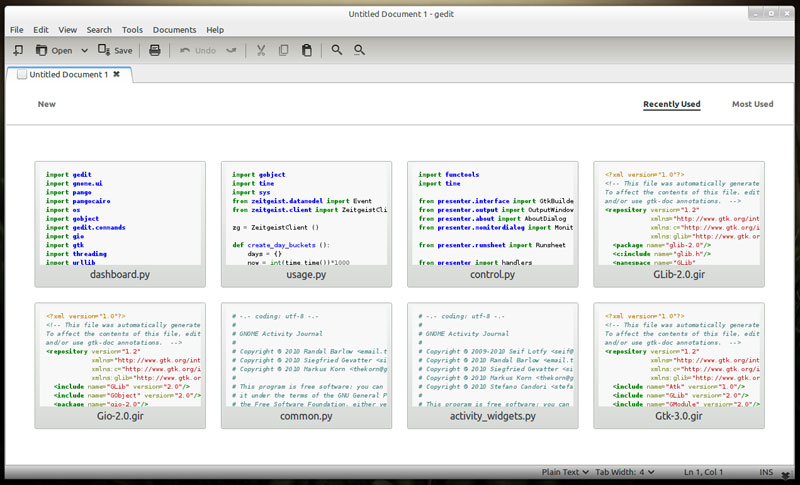 Untitled Document 1 - gedit
File Edit View Search Tools Documents Help
Open Save Undo
Untitled Document 1
New Recently Used Most Used
import gedit
import gnome.ui
import pango
import pangocairo
import os
import gobject
import gedit.commands
import gio
import gtk
import threading
import urllib
dashboard.py
import gobject
import time
import sys
from zeitgeist.datamodel import Event
from zeitgeist.client import ZeitgeistCli
zg = ZeitgeistClient ()
def create_day_buckets ():
days = {}
now = int(time.time())*1000
usage.py
import functools
import time
from presenter.interface import GtkBuilde
from presenter.output import OutputWindow
from presenter.about import AboutDialog
from presenter.monitordialog import Monit
from presenter.runsheet import Runsheet
from presenter import handlers
control.py
<?xml version="1.0"?>
<!-- This file was automatically generate
To affect the contents of this file, edit
and/or use gtk-doc annotations. -->
<repository version="1.2"
xmlns="http://www.gtk.org/int
xmlns:c="http://www.gtk.org/i
xmlns:glib="http://www.gtk.or
<package name="glib-2.0"/>
<c:include name="glib.h"/>
<namespace name="GLib"
GLib-2.0.gir
<?xml version="1.0"?>
<!-- This file was automatically generate
To affect the contents of this file, edit
and/or use gtk-doc annotations. -->
<repository version="1.2"
xmlns="http://www.gtk.org/int
xmlns:c="http://www.gtk.org/i
xmlns:glib="http://www.gtk.or
<include name="GLib" version="2.0"/>
<include name="GObject" version="2.0"/>
<package name="gio-2.0"/>
Gio-2.0.gir
# -.- coding: utf-8 -.-
#
# GNOME Activity Journal
#
# Copyright © 2010 Randal Barlow <email.t
# Copyright © 2010 Siegfried Gevatter <si
# Copyright © 2010 Markus Korn <thekorn@g
#
# This program is free software: you can
# it under the terms of the GNU General P
# the Free Software Foundation, either ve
common.py
# -.- coding: utf-8 -.-
#
# GNOME Activity Journal
#
# Copyright © 2009-2010 Seif Lotfy <seif@
# Copyright © 2010 Randal Barlow <email.t
# Copyright © 2010 Siegfried Gevatter <si
# Copyright © 2010 Markus Korn <thekorn@g
# Copyright © 2010 Stefano Candori <stefa
#
# This program is free software: you can
activity_widgets.py
<?xml version="1.0"?>
<!-- This file was automatically generate
To affect the contents of this file, edit
and/or use gtk-doc annotations. -->
<repository version="1.2"
xmlns="http://www.gtk.org/int
xmlns:c="http://www.gtk.org/i
xmlns:glib="http://www.gtk.or
<include name="Atk" version="1.0"/>
<include name="GLib" version="2.0"/>
<include name="GModule" version="2.0"/>
Gtk-3.0.gir
Plain Text Tab Width: 4 Ln 1, Col 1 INS